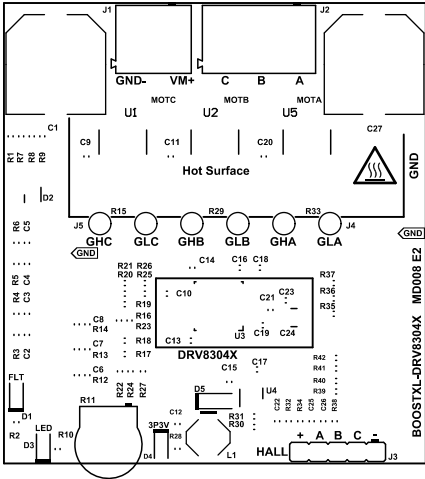 J1
J2
GND-
VM+
C
B
A
MOTC
MOTB
MOTA
U1
U2
U5
C1
C27
R1
R7
R8
R9
C9
C11
C20
Hot Surface
GND
D2
J5
R15
R29
R33
J4
GHC
GLC
GHB
GLB
GHA
GLA
R6
C5
GND
GND
R21
R20
R26
R25
C14
C16
C18
R37
R36
R35
R5
R4
C4
C3
C10
R19
R16
R23
C21
C23
C8
R14
U3
C19
C24
C13
R18
R17
C7
R13
R3
C2
DRV8304X
R42
R41
R40
R39
C6
R12
R22
R24
R27
C15
C17
FLT
D1
R11
D5
U4
C22
R32
R34
C25
C26
R38
R2
LED
D3
R10
3P3V
D4
C12
R28
R31
R30
L1
+
A
B
C
-
HALL
J3
BOOSTXL-DRV8304X MD008 E2